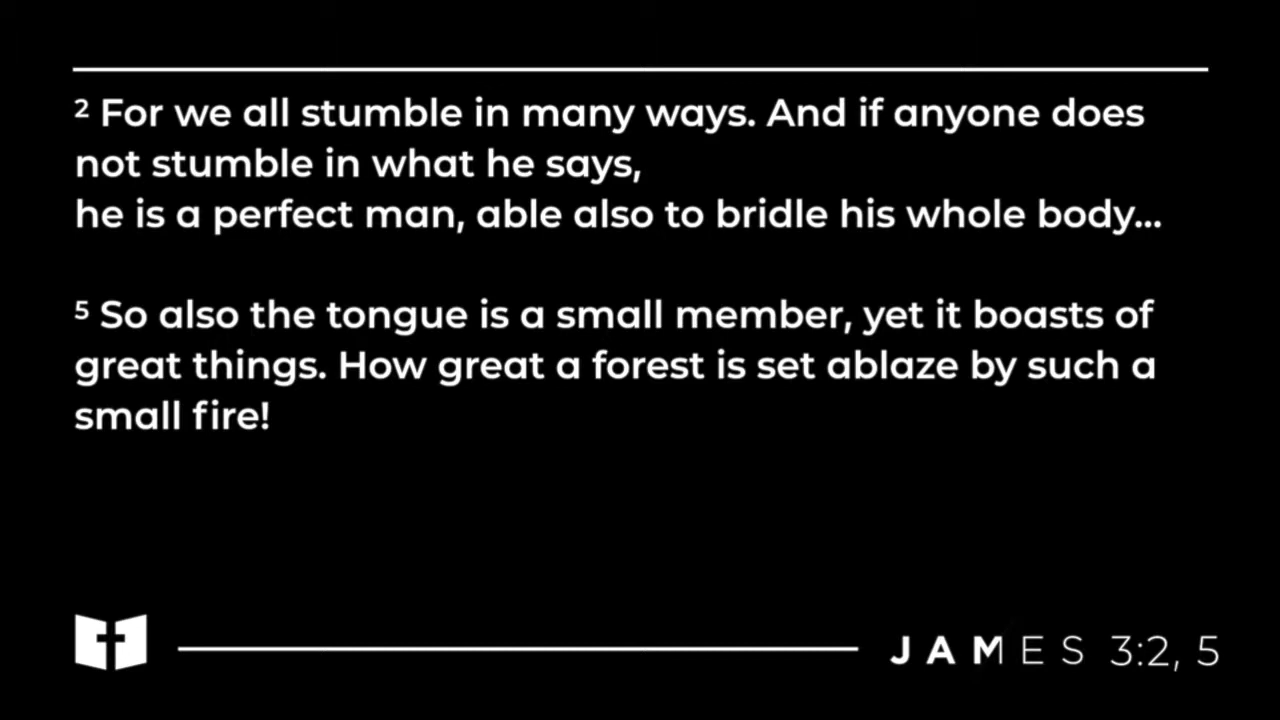 ² For we all stumble in many ways. And if anyone does
not stumble in what he says,
he is a perfect man, able also to bridle his whole body...
⁵ So also the tongue is a small member, yet it boasts of
great things. How great a forest is set ablaze by such a
small fire!
JAMES 3:2, 5